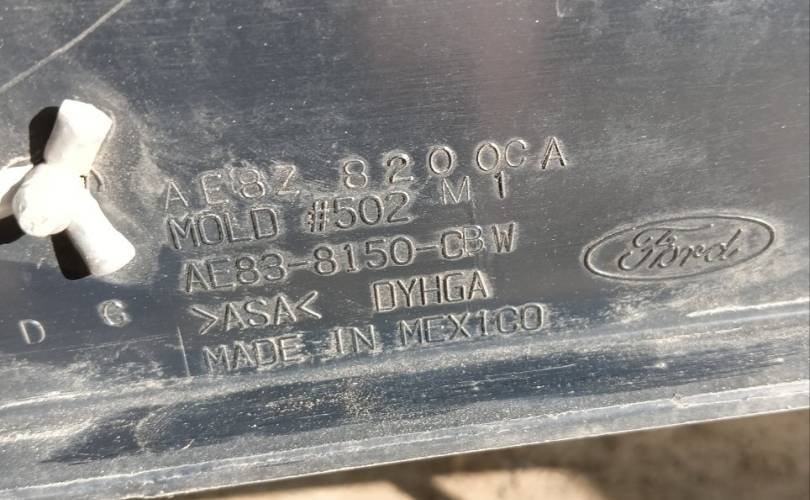 AE8Z 8200CA
MOLD #502 M1
AE83-8150-CBW
Ford
>ASA< DYHGA
D G
MADE IN MEXICO